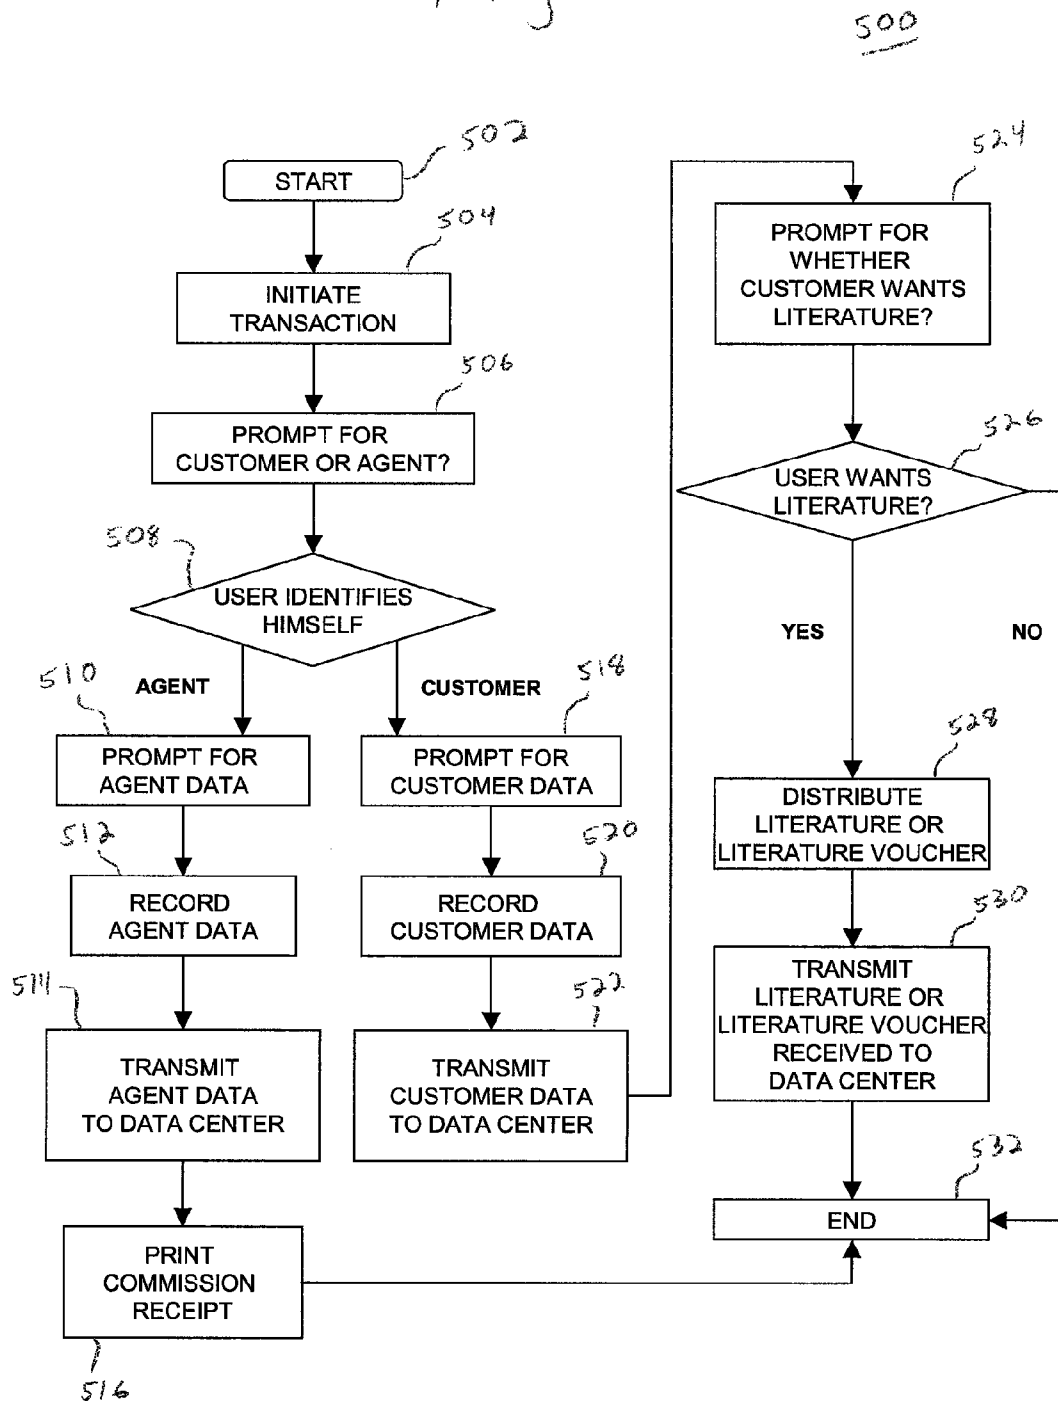 500
502
START
504
INITIATE
TRANSACTION
506
PROMPT FOR
CUSTOMER OR AGENT?
508
USER IDENTIFIES
HIMSELF
510
AGENT
PROMPT FOR
AGENT DATA
512
RECORD
AGENT DATA
514
TRANSMIT
AGENT DATA
TO DATA CENTER
PRINT
COMMISSION
RECEIPT
516
CUSTOMER
518
PROMPT FOR
CUSTOMER DATA
520
RECORD
CUSTOMER DATA
522
TRANSMIT
CUSTOMER DATA
TO DATA CENTER
524
PROMPT FOR
WHETHER
CUSTOMER WANTS
LITERATURE?
526
USER WANTS
LITERATURE?
YES
NO
528
DISTRIBUTE
LITERATURE OR
LITERATURE VOUCHER
530
TRANSMIT
LITERATURE OR
LITERATURE VOUCHER
RECEIVED TO
DATA CENTER
532
END